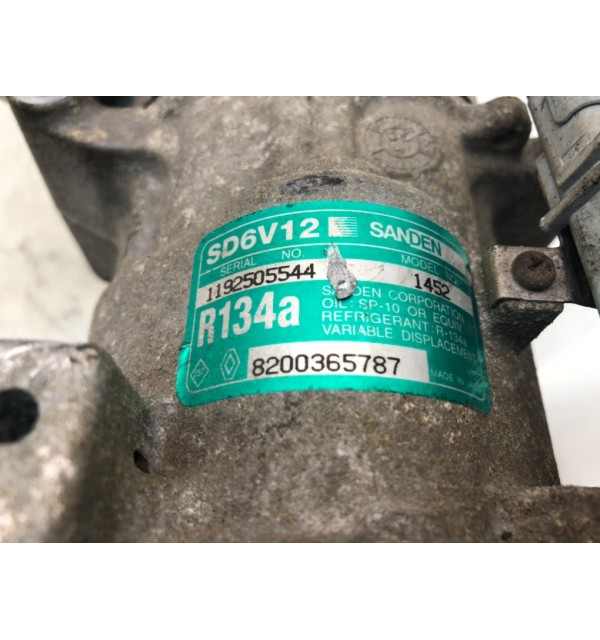 SD6V12 SANDEN
SERIAL NO. MODEL NO.
1192505544 1452
SANDEN CORPORATION
OIL: SP-10 OR EQUIV
R134a REFRIGERANT: R-134a
VARIABLE DISPLACEMENT
8200365787 MADE IN